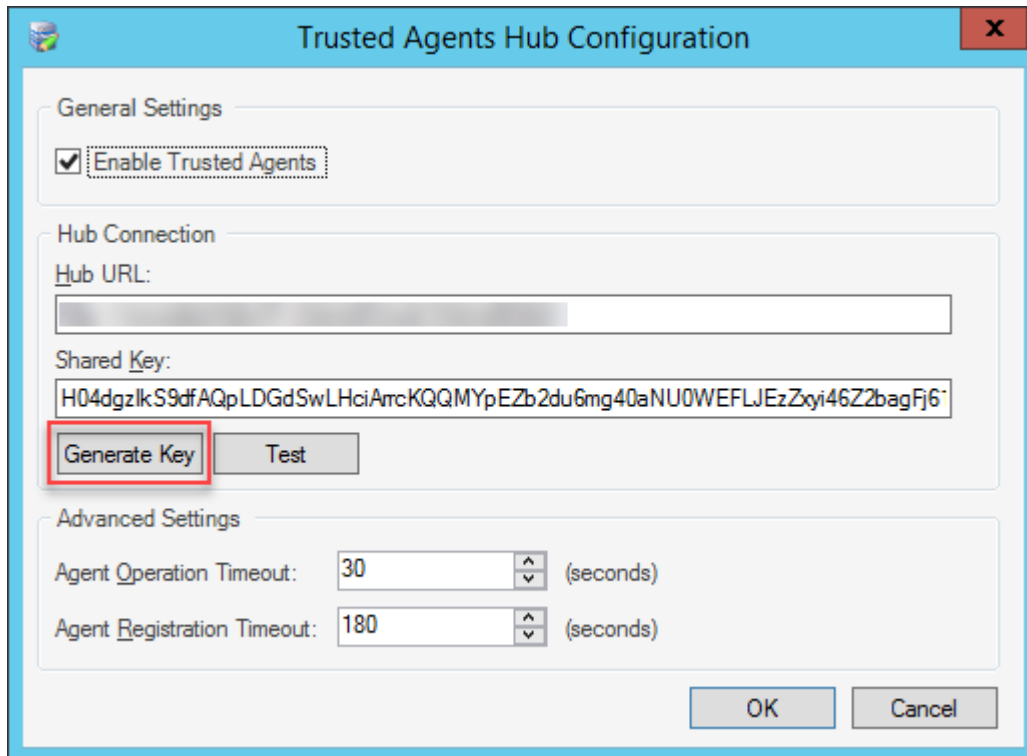 Trusted Agents Hub Configuration
General Settings
Enable Trusted Agents
Hub Connection
Hub URL:
Shared Key:
H04dgzIkS9dfAQpLDGdSwLHciArrcKQQMYpEZb2du6mg40aNU0WEFLJEzZxyi46Z2bagFj6
Generate Key Test
Advanced Settings
Agent Operation Timeout: 30 (seconds)
Agent Registration Timeout: 180 (seconds)
OK Cancel